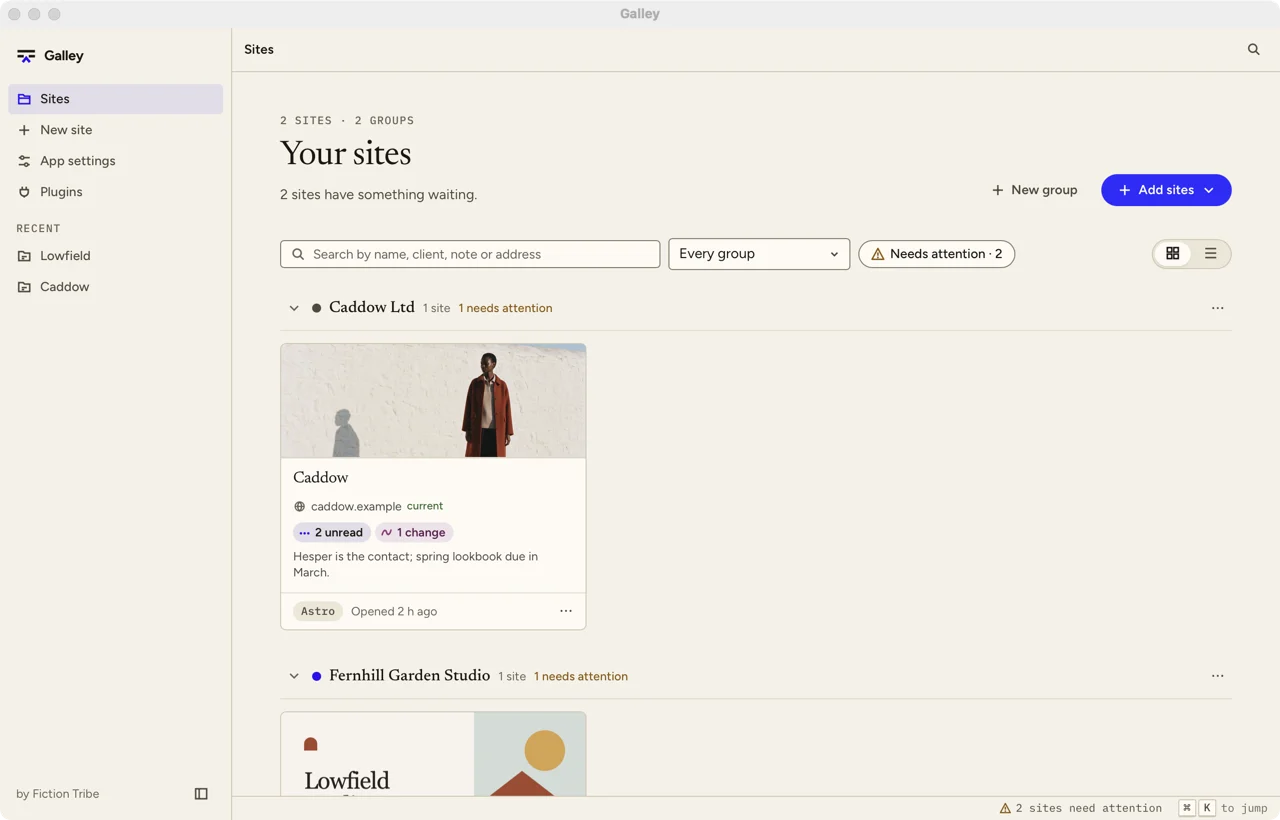 Galley
Galley
Sites
New site
App settings
Plugins
RECENT
Lowfield
Caddow
by Fiction Tribe
Sites
2 SITES · 2 GROUPS
Your sites
2 sites have something waiting.
New group
Add sites
Search by name, client, note or address
Every group
Needs attention · 2
Caddow Ltd 1 site 1 needs attention
Caddow
caddow.example current
2 unread 1 change
Hesper is the contact; spring lookbook due in
March.
Astro Opened 2 h ago
Fernhill Garden Studio 1 site 1 needs attention
Lowfield
2 sites need attention ⌘ K to jump